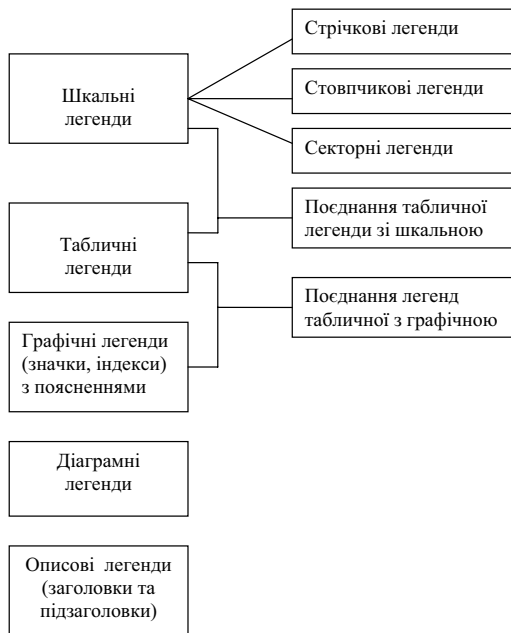 Шкальні
легенди
Стрічкові легенди
Стовпчикові легенди
Секторні легенди
Табличні
легенди
Поєднання табличної
легенди зі шкальною
Поєднання легенд
табличної з графічною
Графічні легенди
(значки, індекси)
з поясненнями
Діаграмні
легенди
Описові легенди
(заголовки та
підзаголовки)